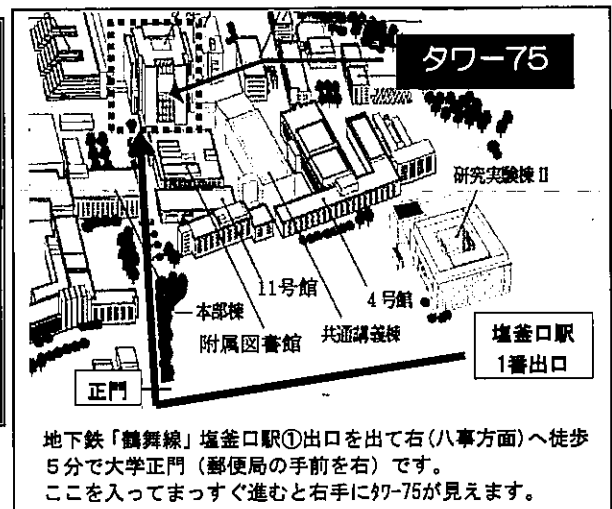 タワー75
研究実験棟Ⅱ
11号館
4号館
本部棟
附属図書館
共通講義棟
塩釜口駅
1番出口
正門
地下鉄「鶴舞線」塩釜口駅①出口を出て右(八事方面)へ徒歩
5分で大学正門（郵便局の手前を右）です。
ここを入ってまっすぐ進むと右手にﾀﾜｰ75が見えます。